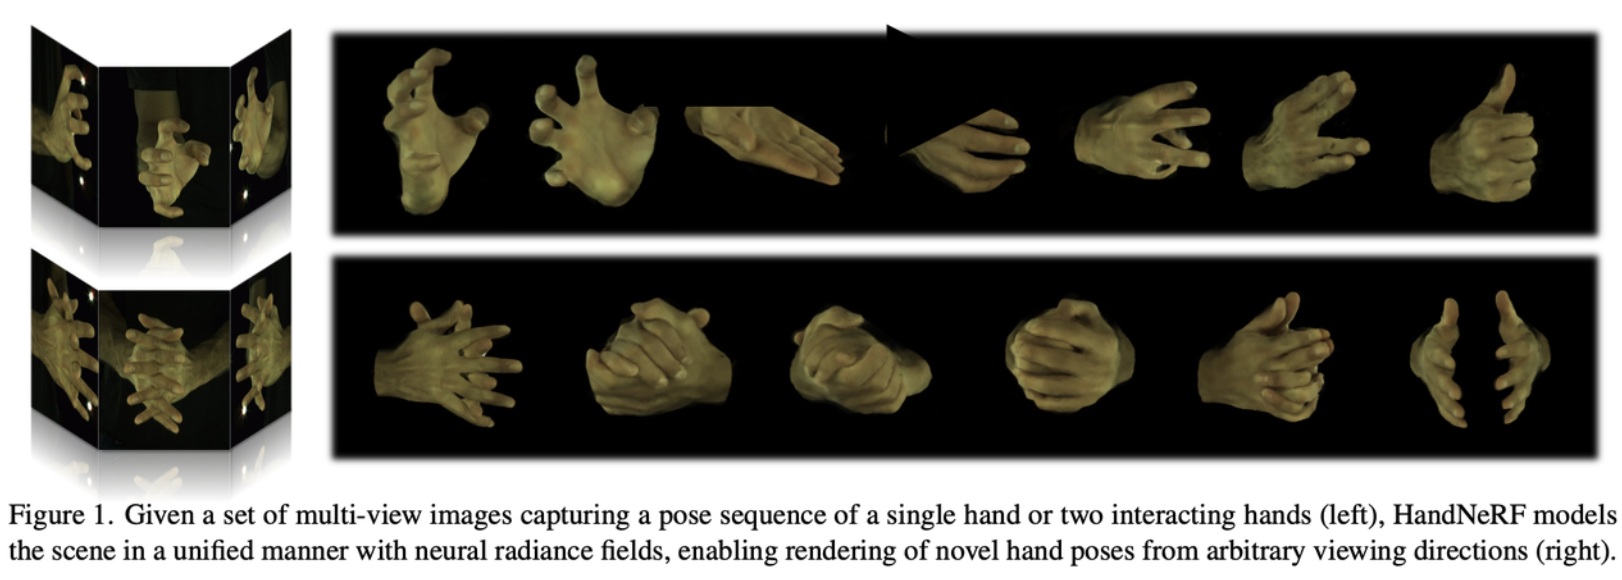 Figure 1. Given a set of multi-view images capturing a pose sequence of a single hand or two interacting hands (left), HandNeRF models
the scene in a unified manner with neural radiance fields, enabling rendering of novel hand poses from arbitrary viewing directions (right).